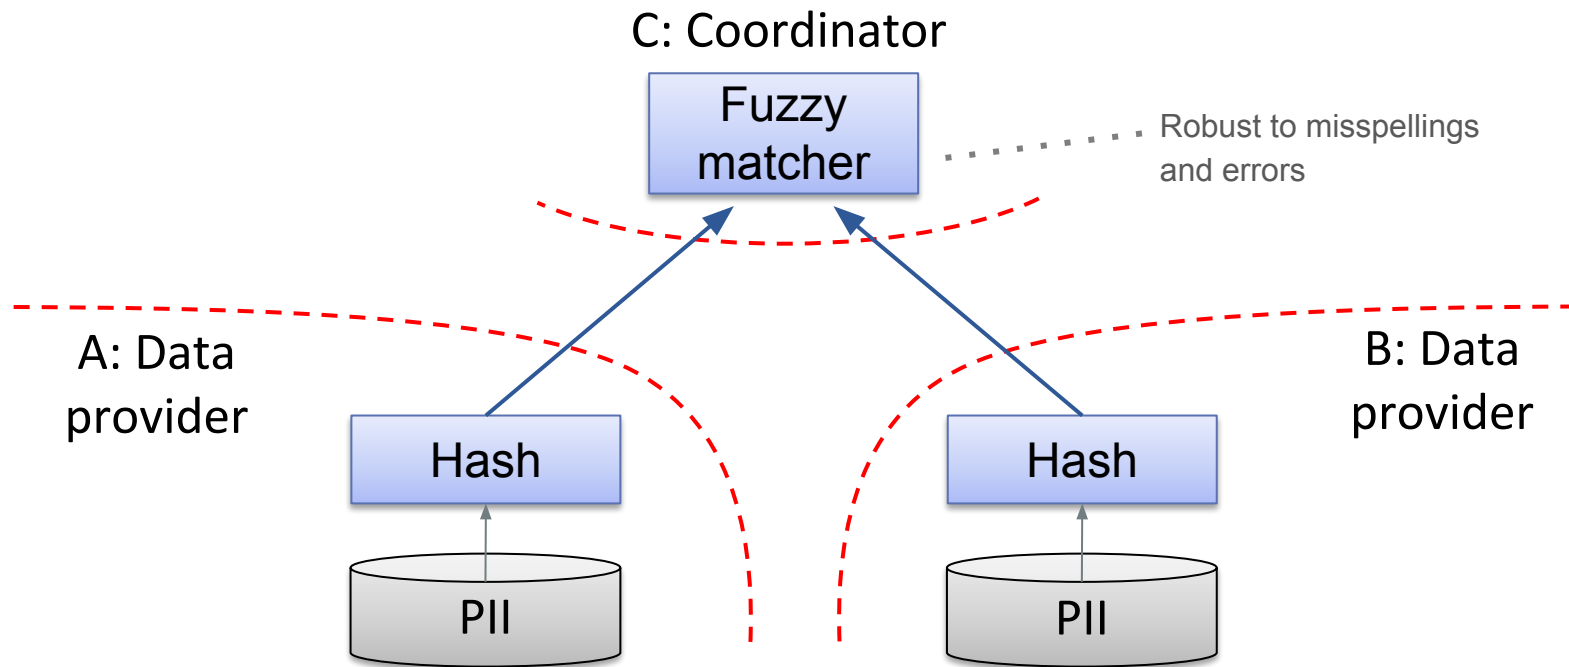 C: Coordinator
Fuzzy
matcher
Robust to misspellings
and errors
A: Data
provider
B: Data
provider
Hash
Hash
PII
PII